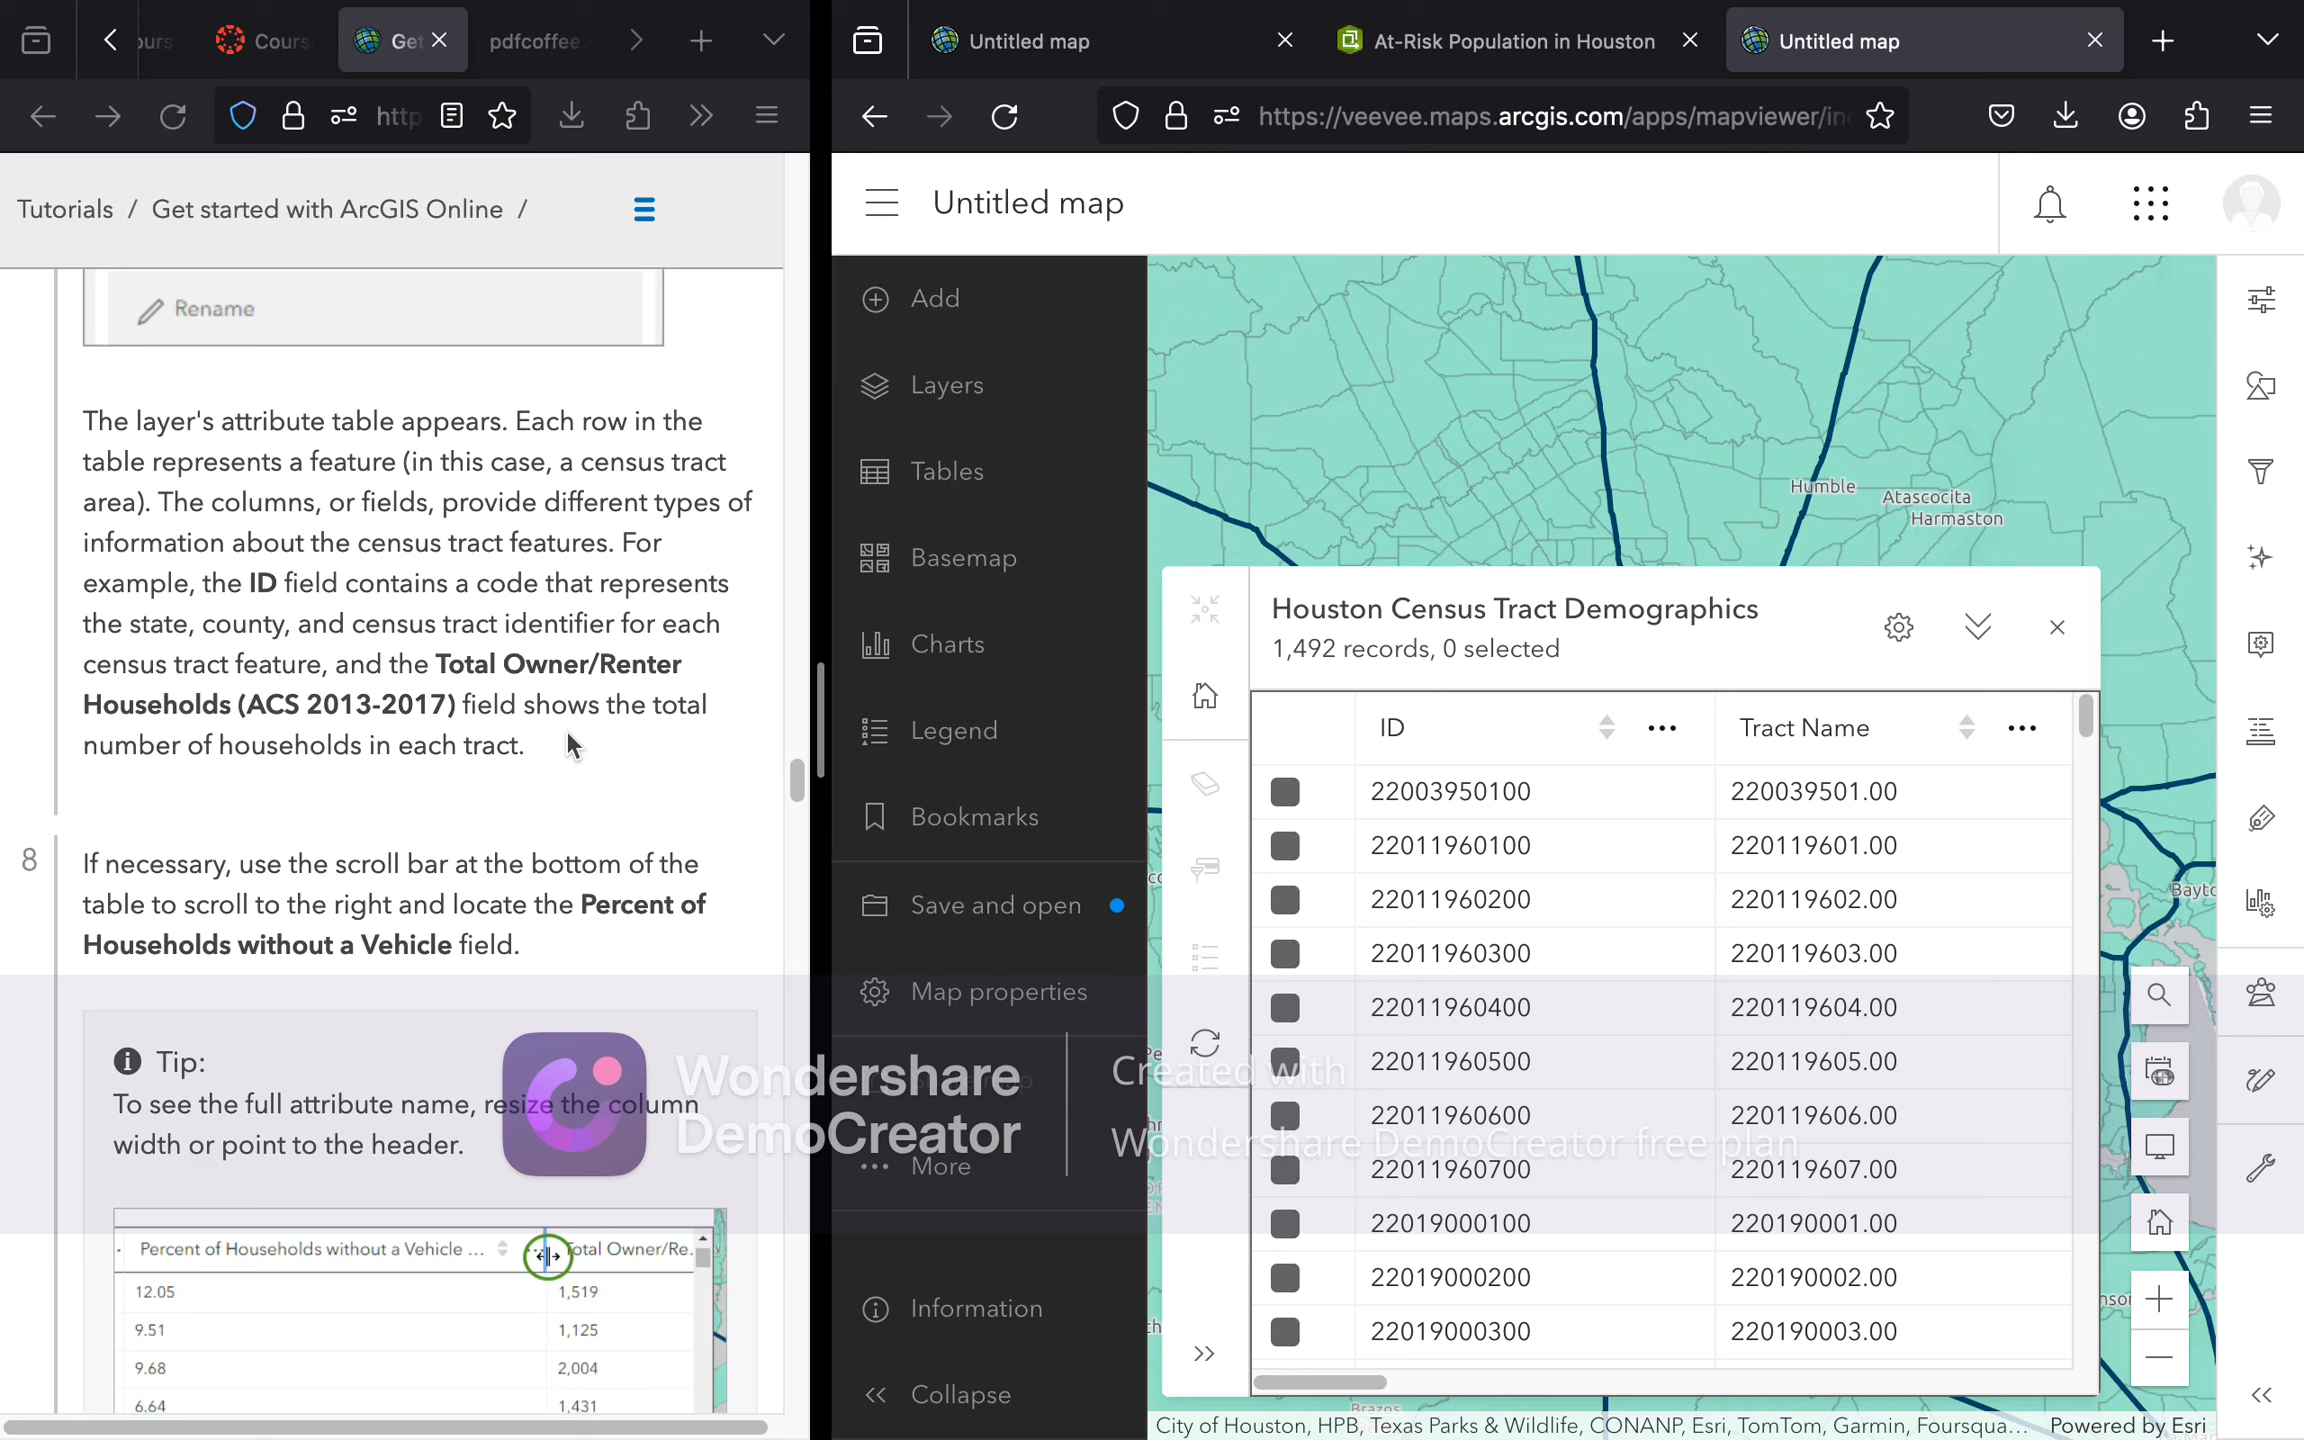 ours
Cours
Get
pdfcoffee.
Untitled map
At-Risk Population in Houston
Untitled map
http
https://veevee.maps.arcgis.com/apps/mapviewer/in
Tutorials / Get started with ArcGIS Online /
Rename
The layer's attribute table appears. Each row in the
table represents a feature (in this case, a census tract
area). The columns, or fields, provide different types of
information about the census tract features. For
example, the ID field contains a code that represents
the state, county, and census tract identifier for each
census tract feature, and the Total Owner/Renter
Households (ACS 2013-2017) field shows the total
number of households in each tract.
8
If necessary, use the scroll bar at the bottom of the
table to scroll to the right and locate the Percent of
Households without a Vehicle field.
Tip:
To see the full attribute name, resize the column
width or point to the header.
Percent of Households without a Vehicle ...
Total Owner/Re.
12.05 1,519
9.51 1,125
9.68 2,004
6.64 1,431
Untitled map
Add
Layers
Tables
Basemap
Charts
Legend
Bookmarks
Save and open
Map properties
More
Information
Collapse
Humble
Atascocita
Harmaston
Bayto
Brazos
Houston Census Tract Demographics
1,492 records, 0 selected
ID ... Tract Name ...
22003950100 220039501.00
22011960100 220119601.00
22011960200 220119602.00
22011960300 220119603.00
22011960400 220119604.00
22011960500 220119605.00
22011960600 220119606.00
22011960700 220119607.00
22019000100 220190001.00
22019000200 220190002.00
22019000300 220190003.00
City of Houston, HPB, Texas Parks & Wildlife, CONANP, Esri, TomTom, Garmin, Foursqua...
Powered by Esri
Wondershare
DemoCreator
Created with
Wondershare DemoCreator free plan